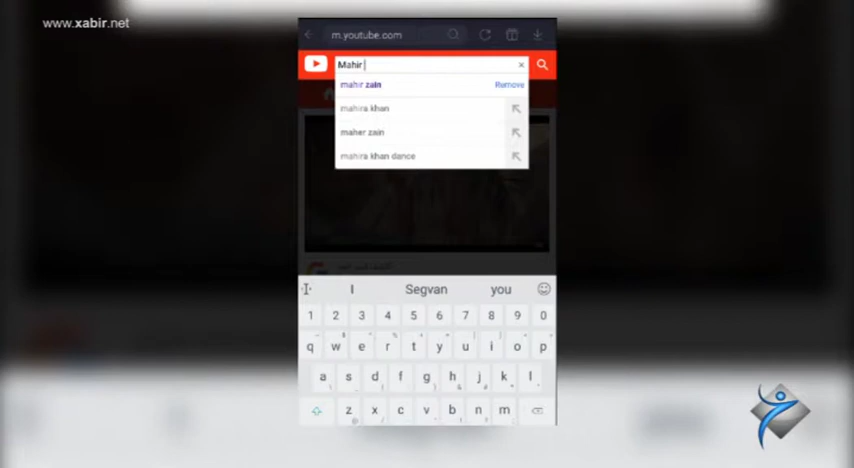 www.xabir.net
m.youtube.com
Mahir
mahir zain Remove
mahira khan
maher zain
mahira khan dance
I Segvan you
1 2 3 4 5 6 7 8 9 0
q w e r t y u i o p
a s d f g h j k l
z x c v b n m